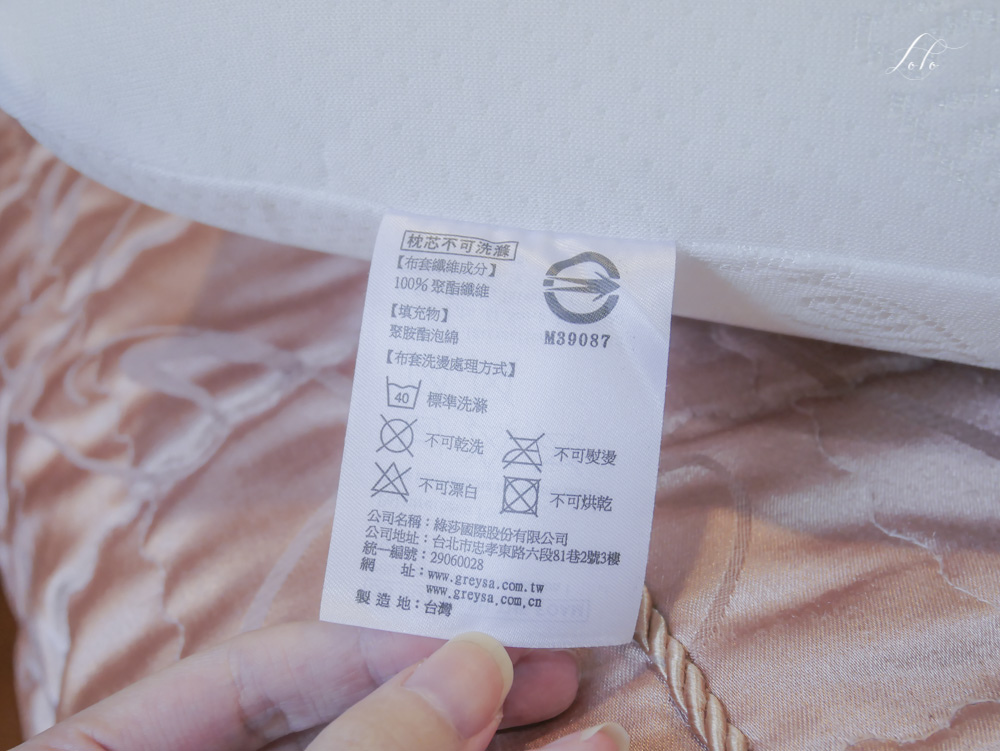 Lolo
枕芯不可洗滌
【布套纖維成分】
100% 聚酯纖維
【填充物】
聚胺酯泡綿
M39087
【布套洗燙處理方式】
40 標準洗滌
不可乾洗 不可熨燙
不可漂白 不可烘乾
公司名稱：綠莎國際股份有限公司
公司地址：台北市忠孝東路六段81巷2號3樓
統一編號：29060028
網 址：www.greysa.com.tw
www.greysa.com.cn
製造地：台灣